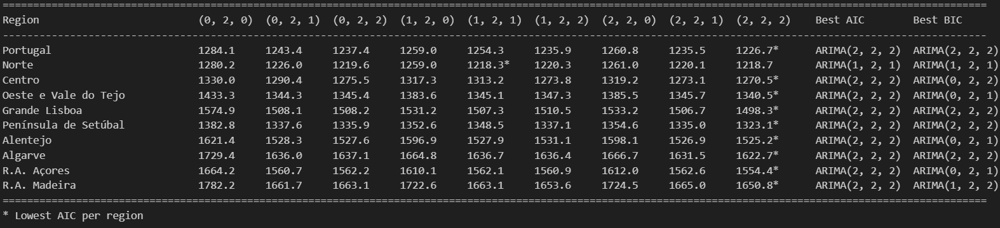 ==================================================================================================================================================================
Region (0, 2, 0) (0, 2, 1) (0, 2, 2) (1, 2, 0) (1, 2, 1) (1, 2, 2) (2, 2, 0) (2, 2, 1) (2, 2, 2) Best AIC Best BIC
------------------------------------------------------------------------------------------------------------------------------------------------------------------
Portugal 1284.1 1243.4 1237.4 1259.0 1254.3 1235.9 1260.8 1235.5 1226.7* ARIMA(2, 2, 2) ARIMA(2, 2, 2)
Norte 1280.2 1226.0 1219.6 1259.0 1218.3* 1220.3 1261.0 1220.1 1218.7 ARIMA(1, 2, 1) ARIMA(1, 2, 1)
Centro 1330.0 1290.4 1275.5 1317.3 1313.2 1273.8 1319.2 1273.1 1270.5* ARIMA(2, 2, 2) ARIMA(0, 2, 2)
Oeste e Vale do Tejo 1433.3 1344.3 1345.4 1383.6 1345.1 1347.3 1385.5 1345.7 1340.5* ARIMA(2, 2, 2) ARIMA(0, 2, 1)
Grande Lisboa 1574.9 1508.1 1508.2 1531.2 1507.3 1510.5 1533.2 1506.7 1498.3* ARIMA(2, 2, 2) ARIMA(2, 2, 2)
Península de Setúbal 1382.8 1337.6 1335.9 1352.6 1348.5 1337.1 1354.6 1335.0 1323.1* ARIMA(2, 2, 2) ARIMA(2, 2, 2)
Alentejo 1621.4 1528.3 1527.6 1596.9 1527.9 1531.1 1598.1 1526.9 1525.2* ARIMA(2, 2, 2) ARIMA(0, 2, 1)
Algarve 1729.4 1636.0 1637.1 1664.8 1636.7 1636.4 1666.7 1631.5 1622.7* ARIMA(2, 2, 2) ARIMA(2, 2, 2)
R.A. Açores 1664.2 1560.7 1562.2 1610.1 1562.1 1560.9 1612.0 1562.6 1554.4* ARIMA(2, 2, 2) ARIMA(0, 2, 1)
R.A. Madeira 1782.2 1661.7 1663.1 1722.6 1663.1 1653.6 1724.5 1665.0 1650.8* ARIMA(2, 2, 2) ARIMA(1, 2, 2)
==================================================================================================================================================================
* Lowest AIC per region